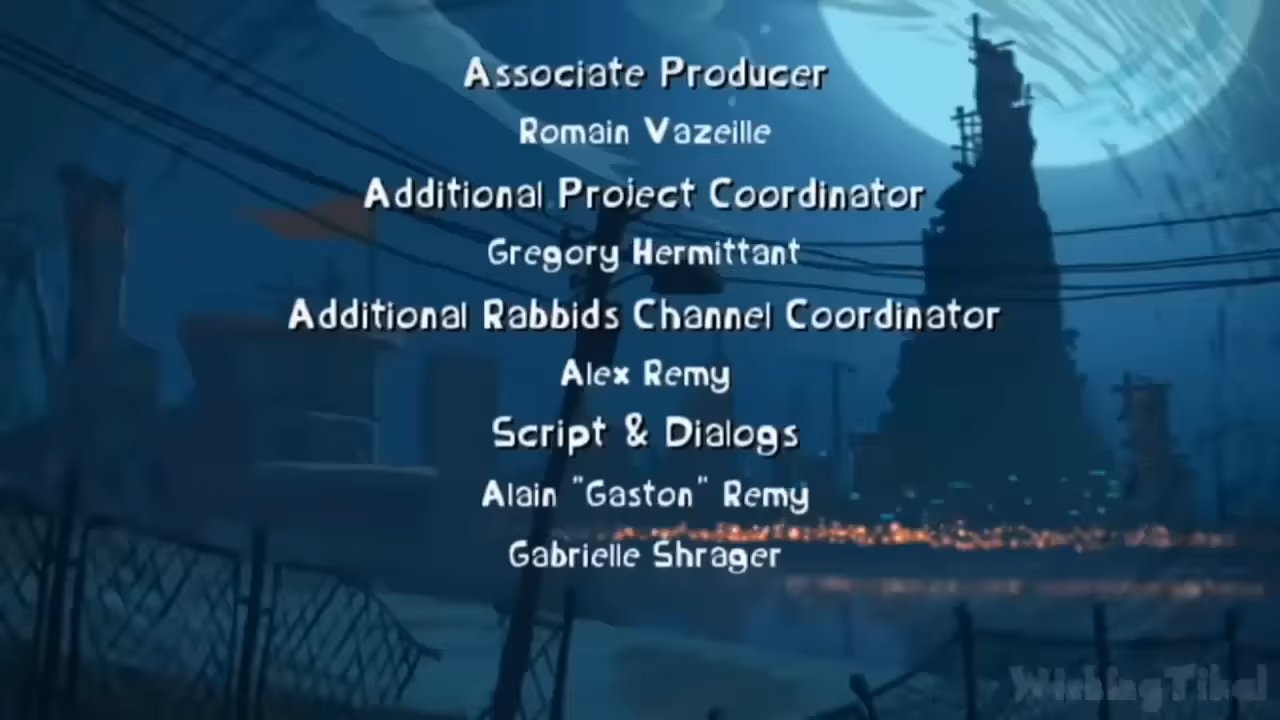 Associate Producer
Romain Vazeille
Additional Project Coordinator
Gregory Hermittant
Additional Rabbids Channel Coordinator
Alex Remy
Script & Dialogs
Alain "Gaston" Remy
Gabrielle Shrager
WishingTikal